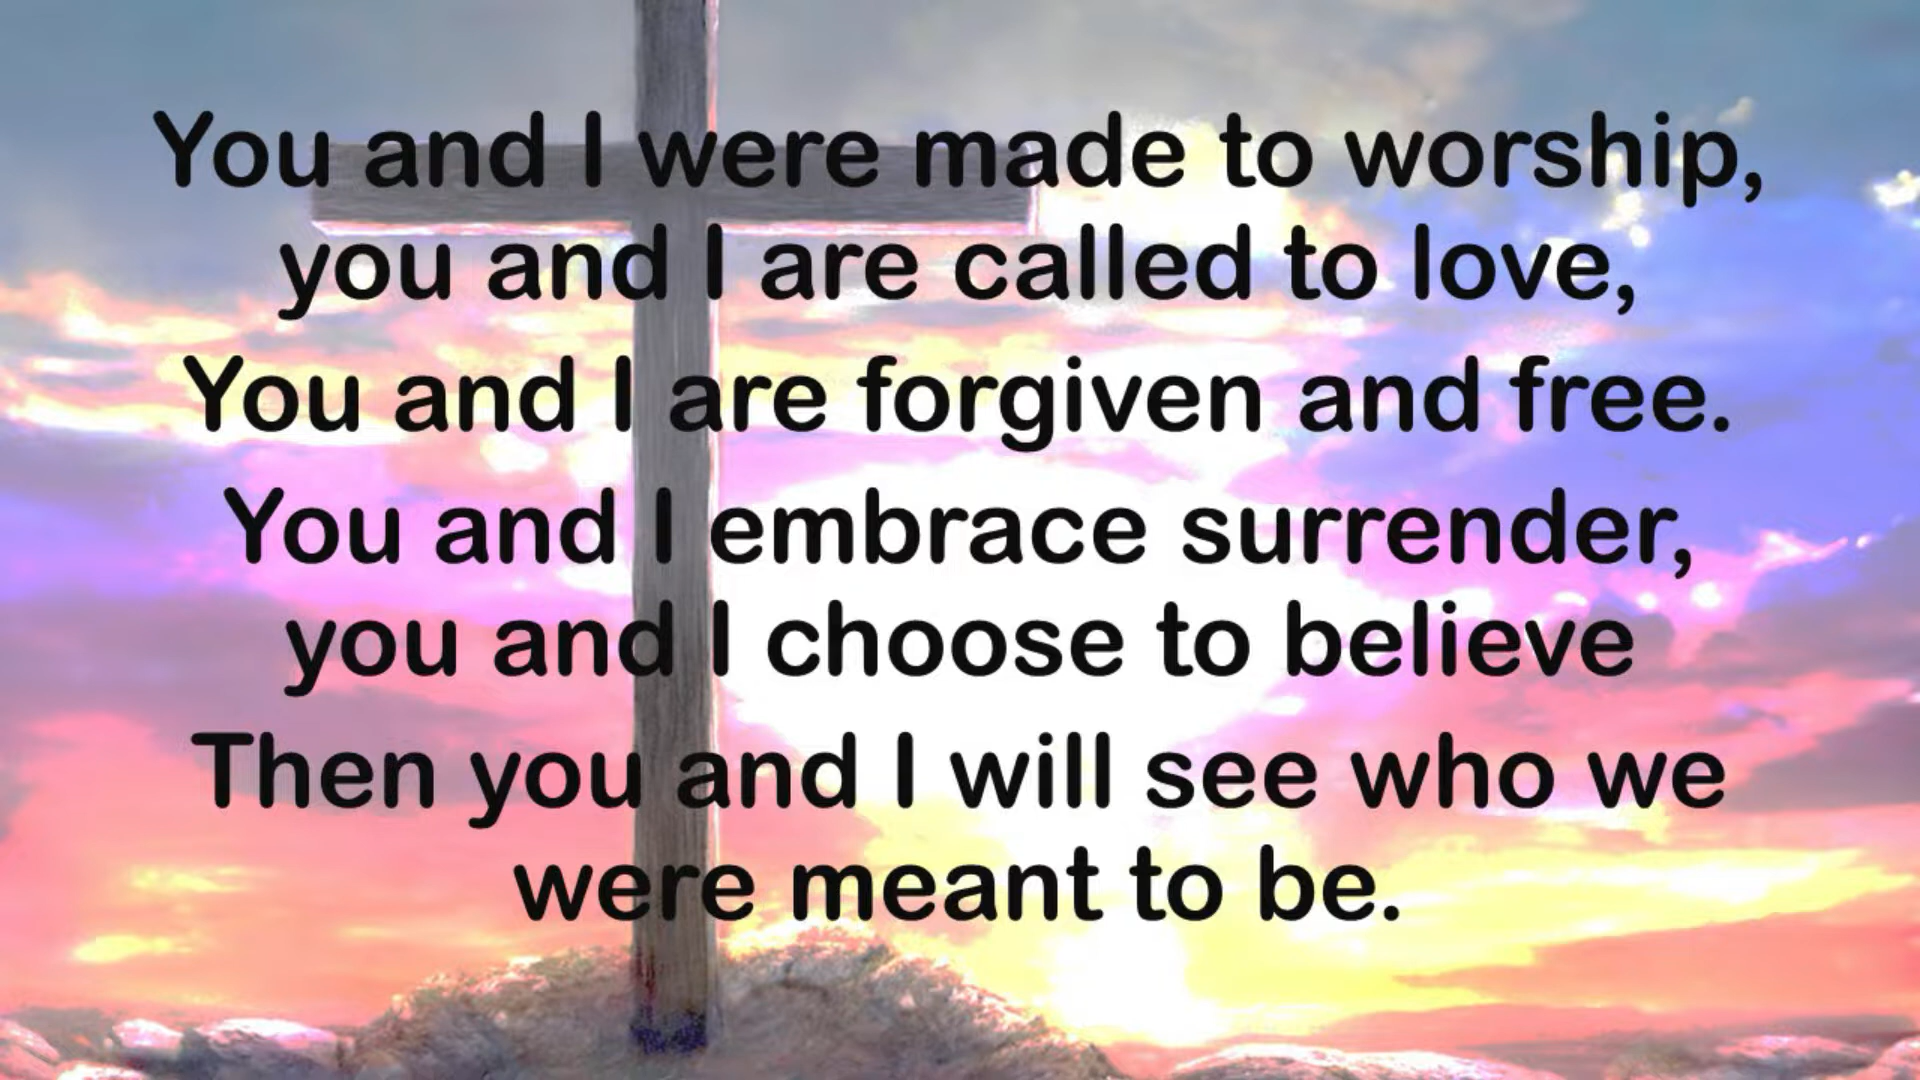 You and I were made to worship,
you and I are called to love,
You and I are forgiven and free.
You and I embrace surrender,
you and I choose to believe
Then you and I will see who we
were meant to be.